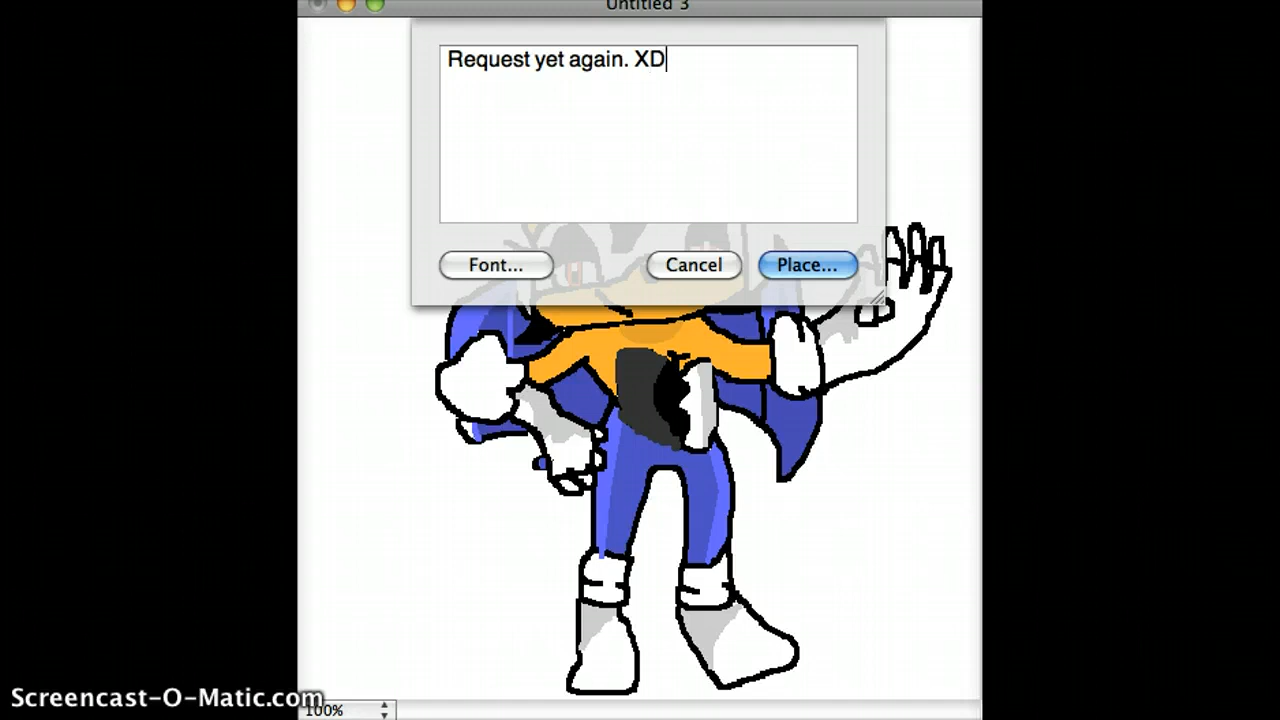 Untitled 3
Request yet again. XD
Font...
Cancel
Place...
Screencast-O-Matic.com
100%